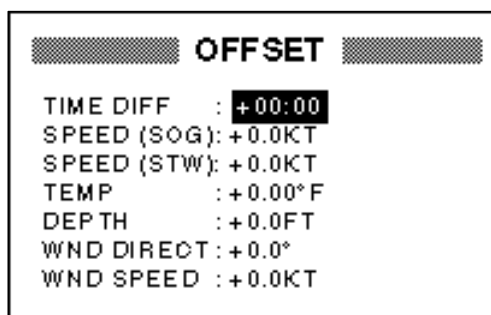 OFFSET
TIME DIFF : +00:00
SPEED (SOG): +0.0KT
SPEED (STW): +0.0KT
TEMP : +0.00°F
DEPTH : +0.0FT
WND DIRECT : +0.0°
WND SPEED : +0.0KT